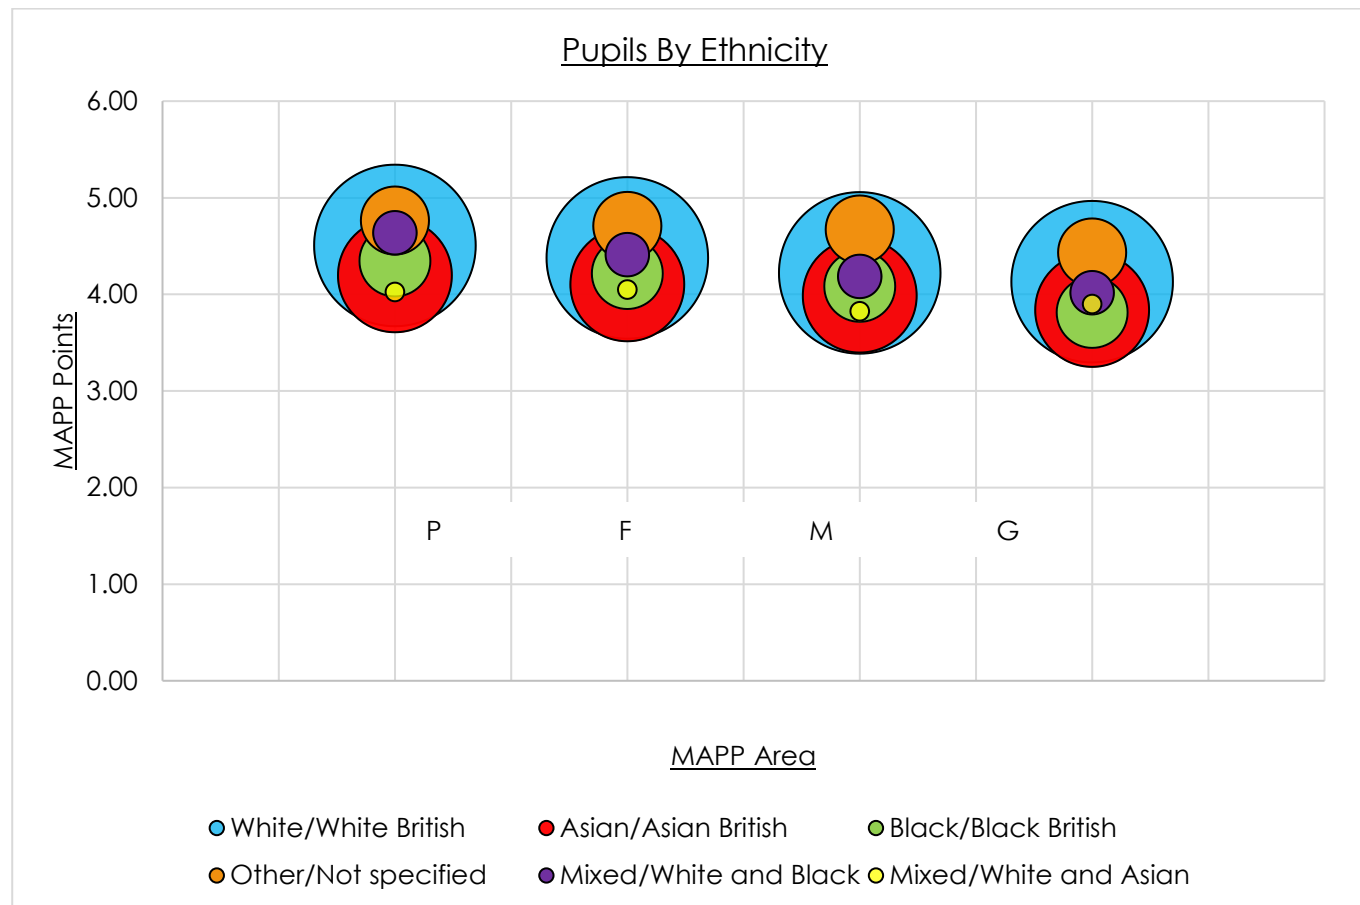 Pupils By Ethnicity
6.00
5.00
4.00
3.00
2.00
1.00
0.00
MAPP Points
P F M G
MAPP Area
White/White British Asian/Asian British Black/Black British
Other/Not specified Mixed/White and Black Mixed/White and Asian